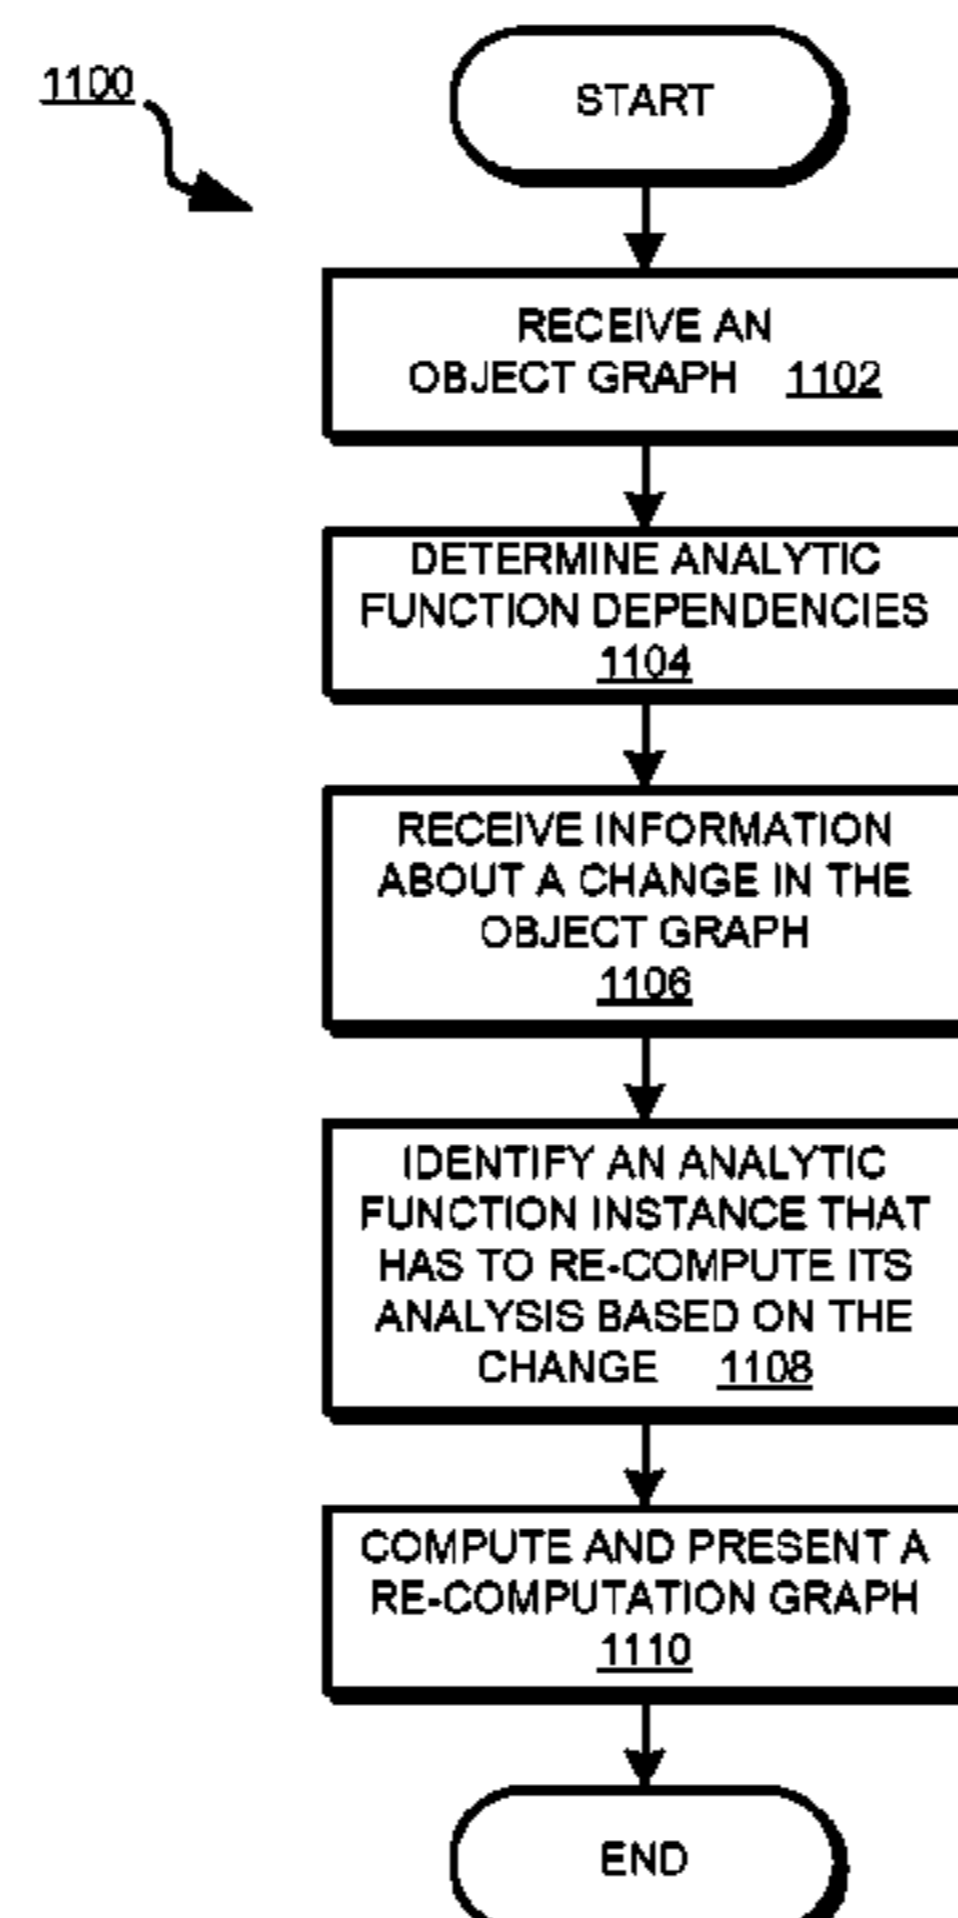 1100
START
RECEIVE AN
OBJECT GRAPH 1102
DETERMINE ANALYTIC
FUNCTION DEPENDENCIES
1104
RECEIVE INFORMATION
ABOUT A CHANGE IN THE
OBJECT GRAPH
1106
IDENTIFY AN ANALYTIC
FUNCTION INSTANCE THAT
HAS TO RE-COMPUTE ITS
ANALYSIS BASED ON THE
CHANGE 1108
COMPUTE AND PRESENT A
RE-COMPUTATION GRAPH
1110
END